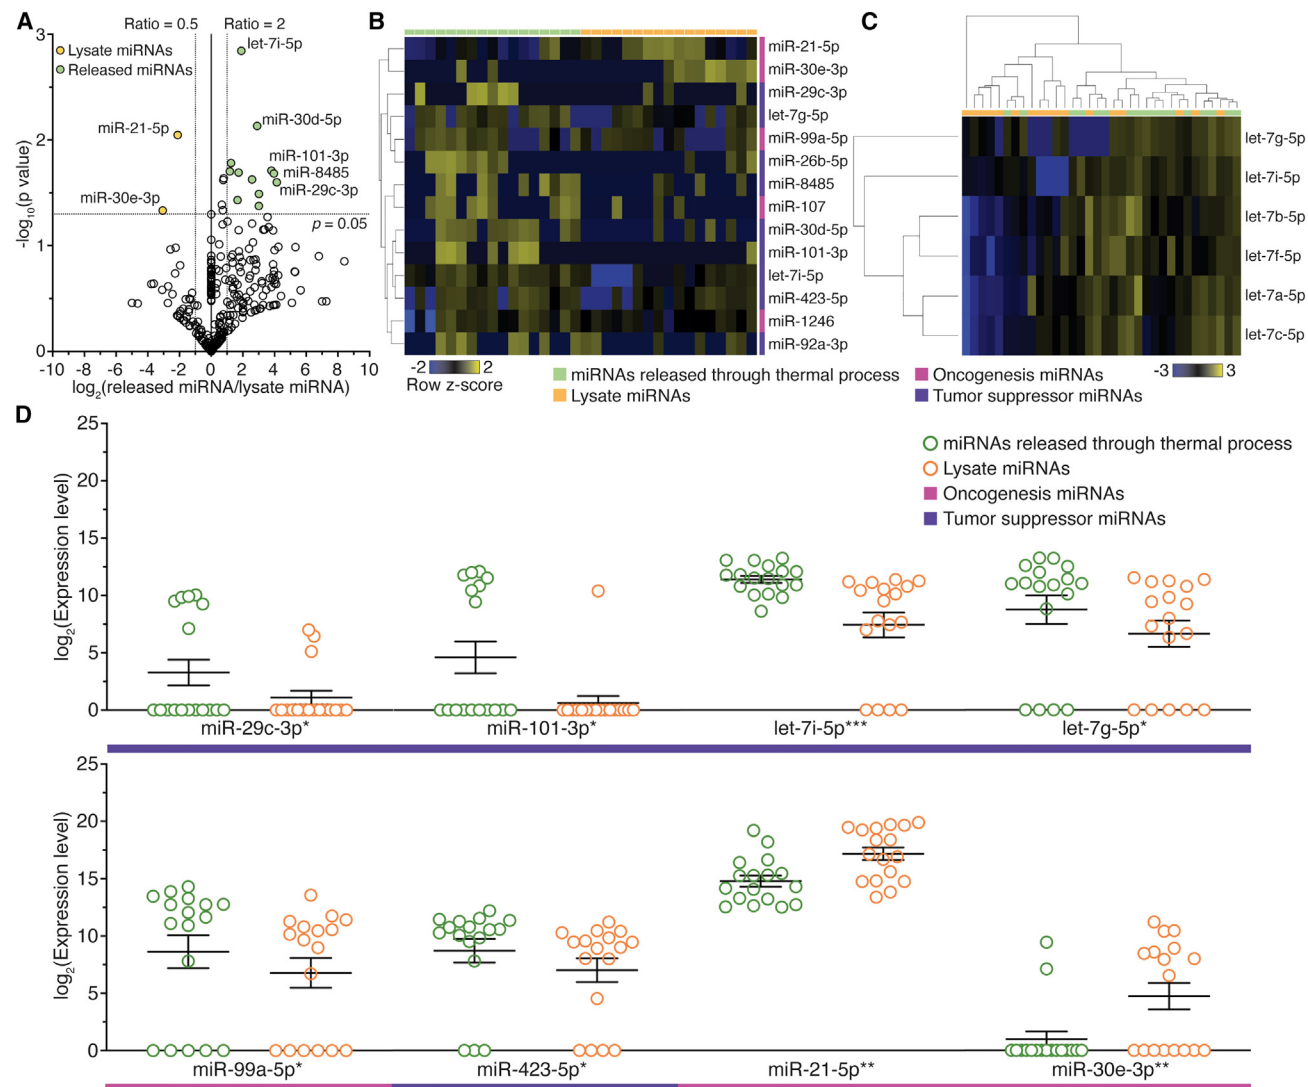 A
Ratio = 0.5
Ratio = 2
3
2
1
0
-log10(p value)
Lysate miRNAs
Released miRNAs
let-7i-5p
miR-21-5p
miR-30d-5p
miR-101-3p
miR-8485
miR-29c-3p
miR-30e-3p
p = 0.05
-10 -8 -6 -4 -2 0 2 4 6 8 10
log2(released miRNA/lysate miRNA)
B
miR-21-5p
miR-30e-3p
miR-29c-3p
let-7g-5p
miR-99a-5p
miR-26b-5p
miR-8485
miR-107
miR-30d-5p
miR-101-3p
let-7i-5p
miR-423-5p
miR-1246
miR-92a-3p
-2 2
Row z-score
miRNAs released through thermal process
Lysate miRNAs
Oncogenesis miRNAs
Tumor suppressor miRNAs
C
let-7g-5p
let-7i-5p
let-7b-5p
let-7f-5p
let-7a-5p
let-7c-5p
-3 3
D
25
20
15
10
5
0
log2(Expression level)
miRNAs released through thermal process
Lysate miRNAs
Oncogenesis miRNAs
Tumor suppressor miRNAs
miR-29c-3p* miR-101-3p* let-7i-5p*** let-7g-5p*
25
20
15
10
5
0
log2(Expression level)
miR-99a-5p* miR-423-5p* miR-21-5p** miR-30e-3p**